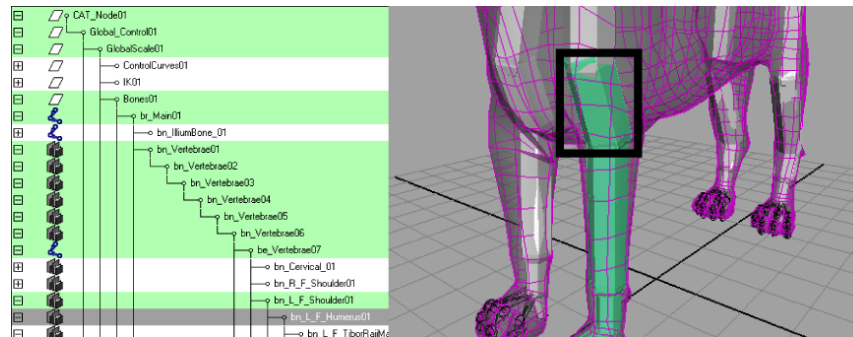 CAT_Node01
Global_Control01
GlobalScale01
ControlCurves01
IK01
Bones01
br_Main01
bn_IlliumBone_01
bn_Vertebrae01
bn_Vertebrae02
bn_Vertebrae03
bn_Vertebrae04
bn_Vertebrae05
bn_Vertebrae06
be_Vertebrae07
bn_Cervical_01
bn_R_F_Shoulder01
bn_L_F_Shoulder01
bn_L_F_Humerus01